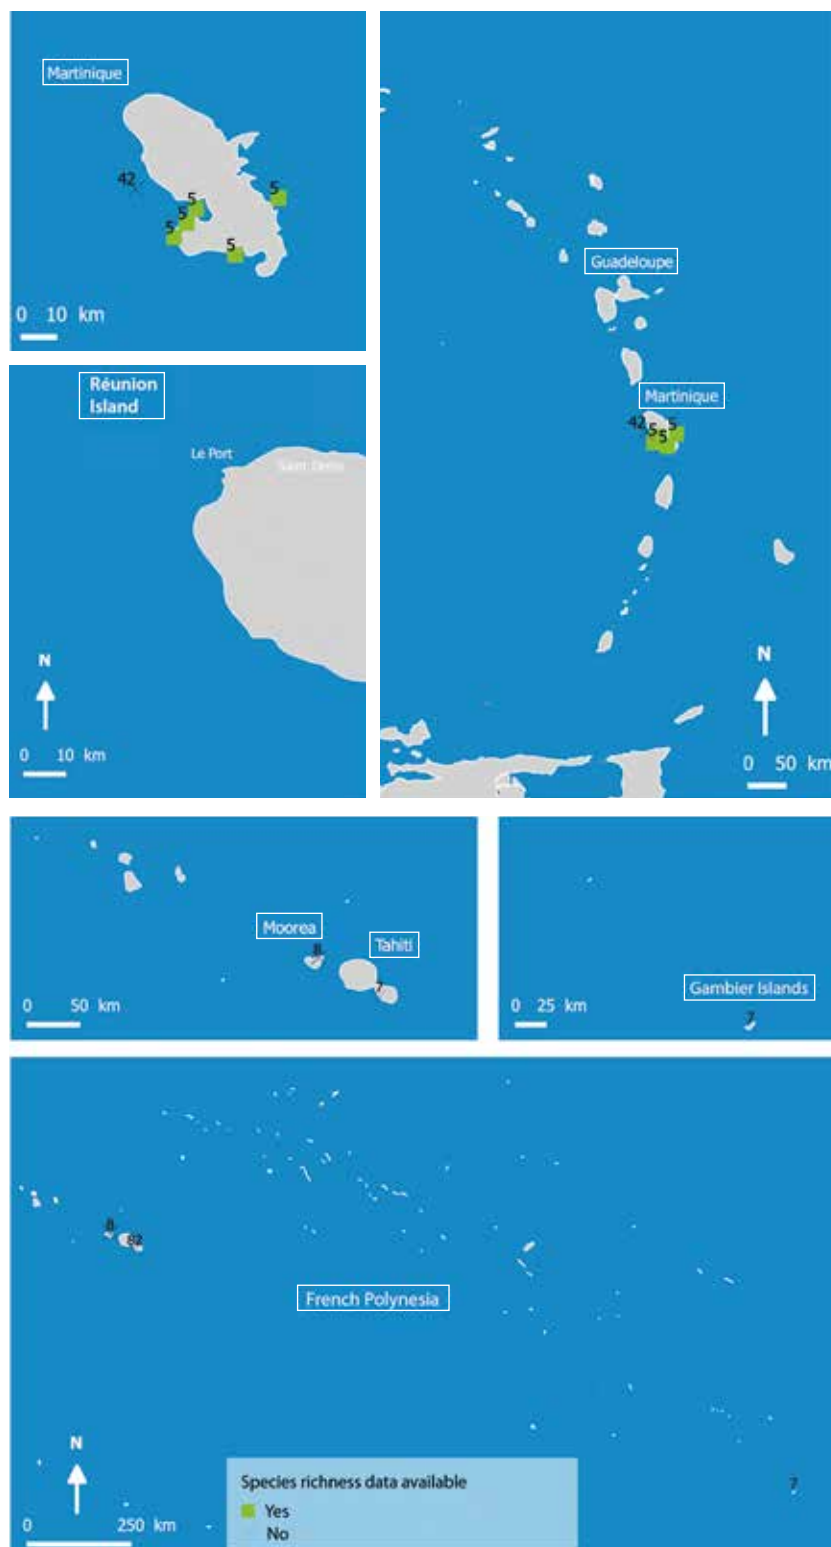 Martinique
42
5
5
5
5
5
0 10 km
Réunion
Island
Le Port
Saint Denis
N
0 10 km
Guadeloupe
Martinique
42
5
5
5
N
0 50 km
Moorea
8
Tahiti
7
0 50 km
Gambier Islands
7
0 25 km
8
82
French Polynesia
N
0 250 km
7
Species richness data available
Yes
No